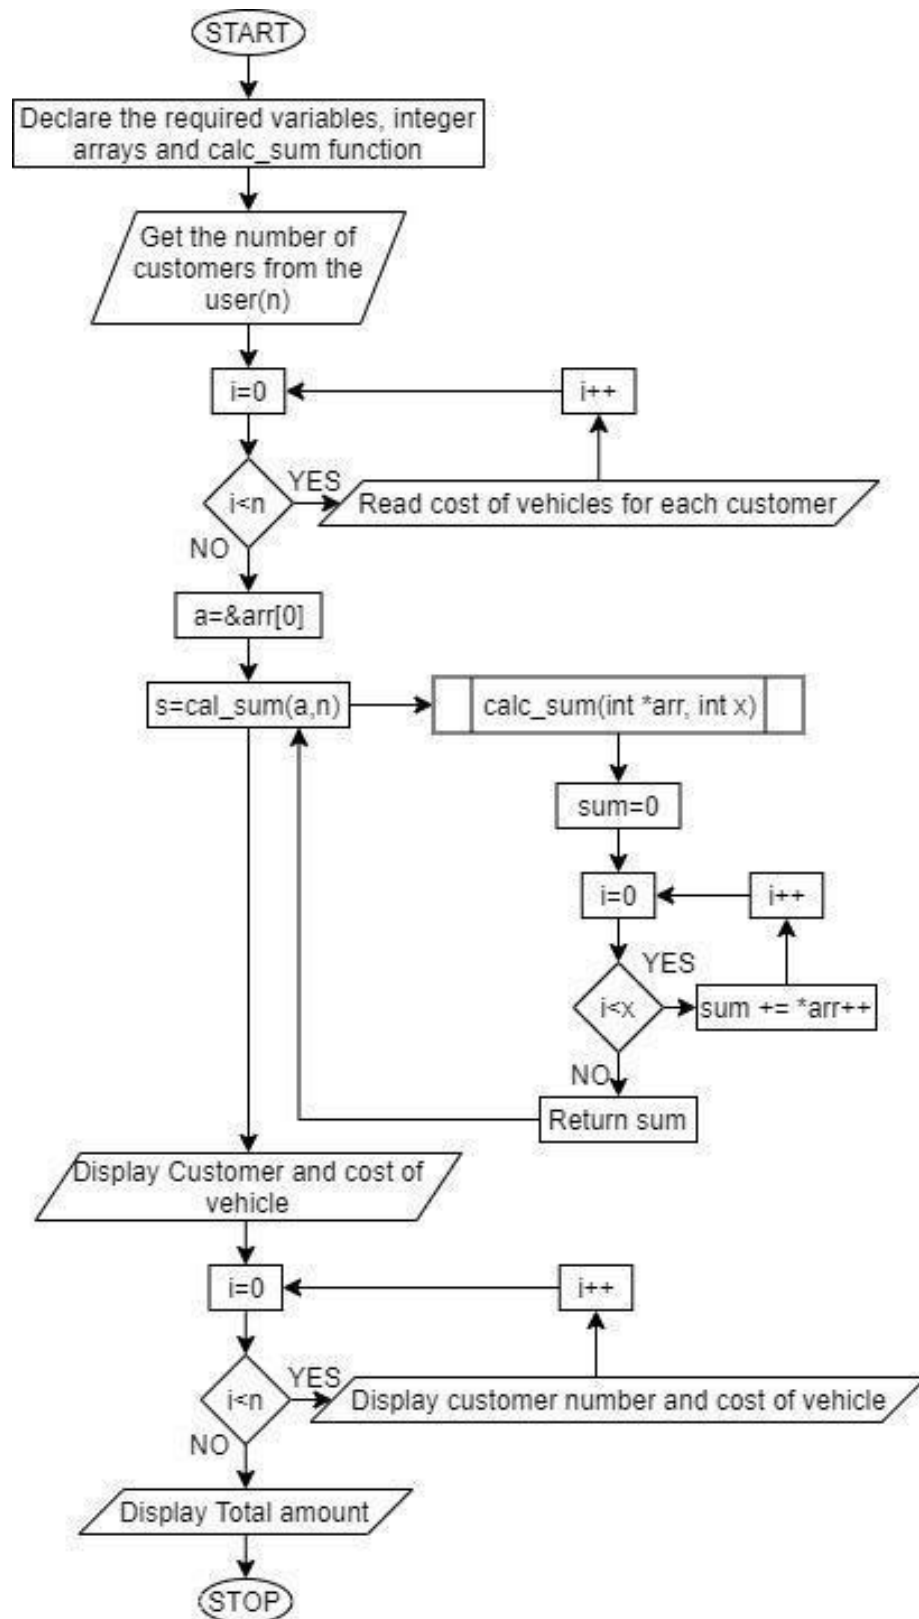 START
Declare the required variables, integer
arrays and calc_sum function
Get the number of
customers from the
user(n)
i=0
i++
i<n
YES
Read cost of vehicles for each customer
NO
a=&arr[0]
s=cal_sum(a,n)
calc_sum(int *arr, int x)
sum=0
i=0
i++
i<x
YES
sum += *arr++
NO
Return sum
Display Customer and cost of
vehicle
i=0
i++
i<n
YES
Display customer number and cost of vehicle
NO
Display Total amount
STOP